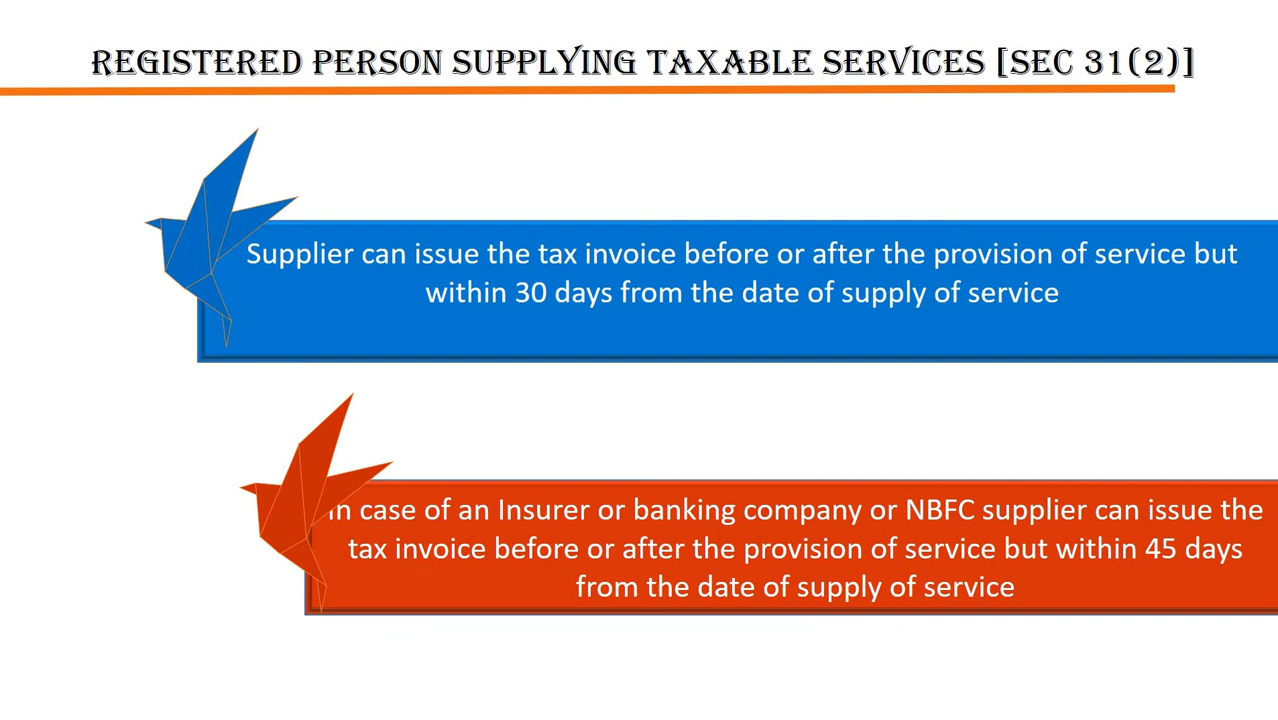 REGISTERED PERSON SUPPLYING TAXABLE SERVICES [SEC 31(2)]
Supplier can issue the tax invoice before or after the provision of service but
within 30 days from the date of supply of service
In case of an Insurer or banking company or NBFC supplier can issue the
tax invoice before or after the provision of service but within 45 days
from the date of supply of service